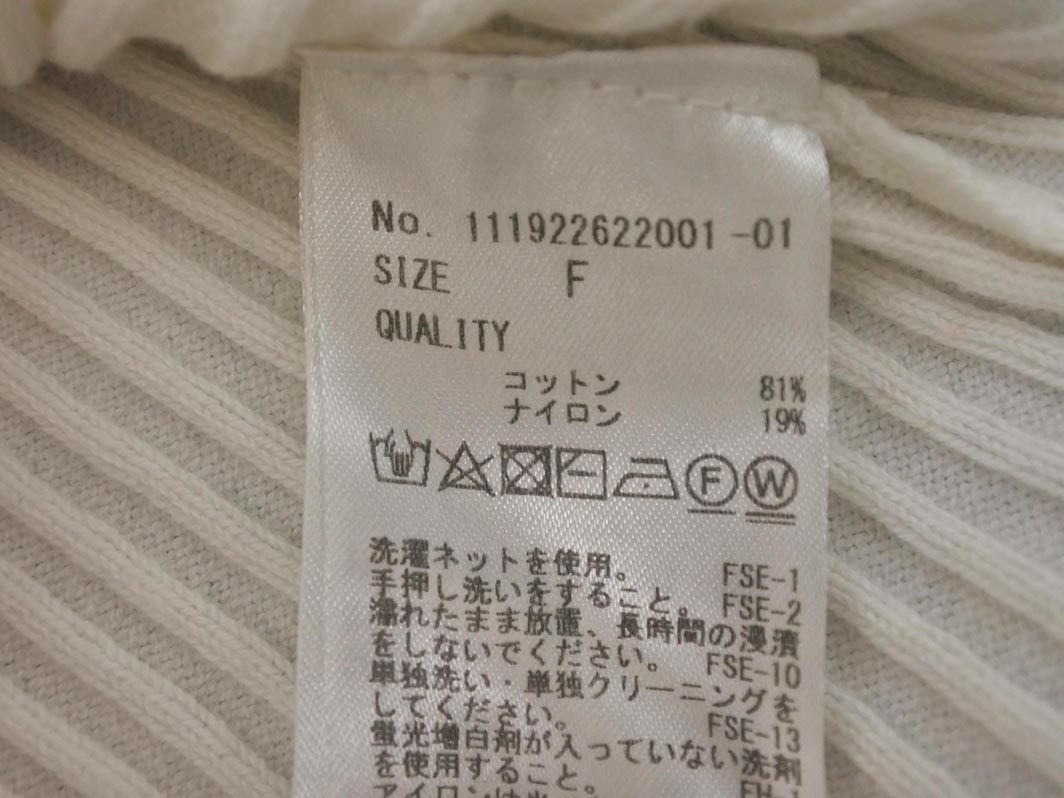 No. 111922622001 -01
SIZE F
QUALITY
コットン 81%
ナイロン 19%
F W
洗濯ネットを使用。 FSE-1
手押し洗いをすること。 FSE-2
濡れたまま放置、長時間の浸漬
をしないでください。 FSE-10
単独洗い・単独クリーニングを
してください。 FSE-13
蛍光増白剤が入っていない洗剤
を使用すること。
アイロンは